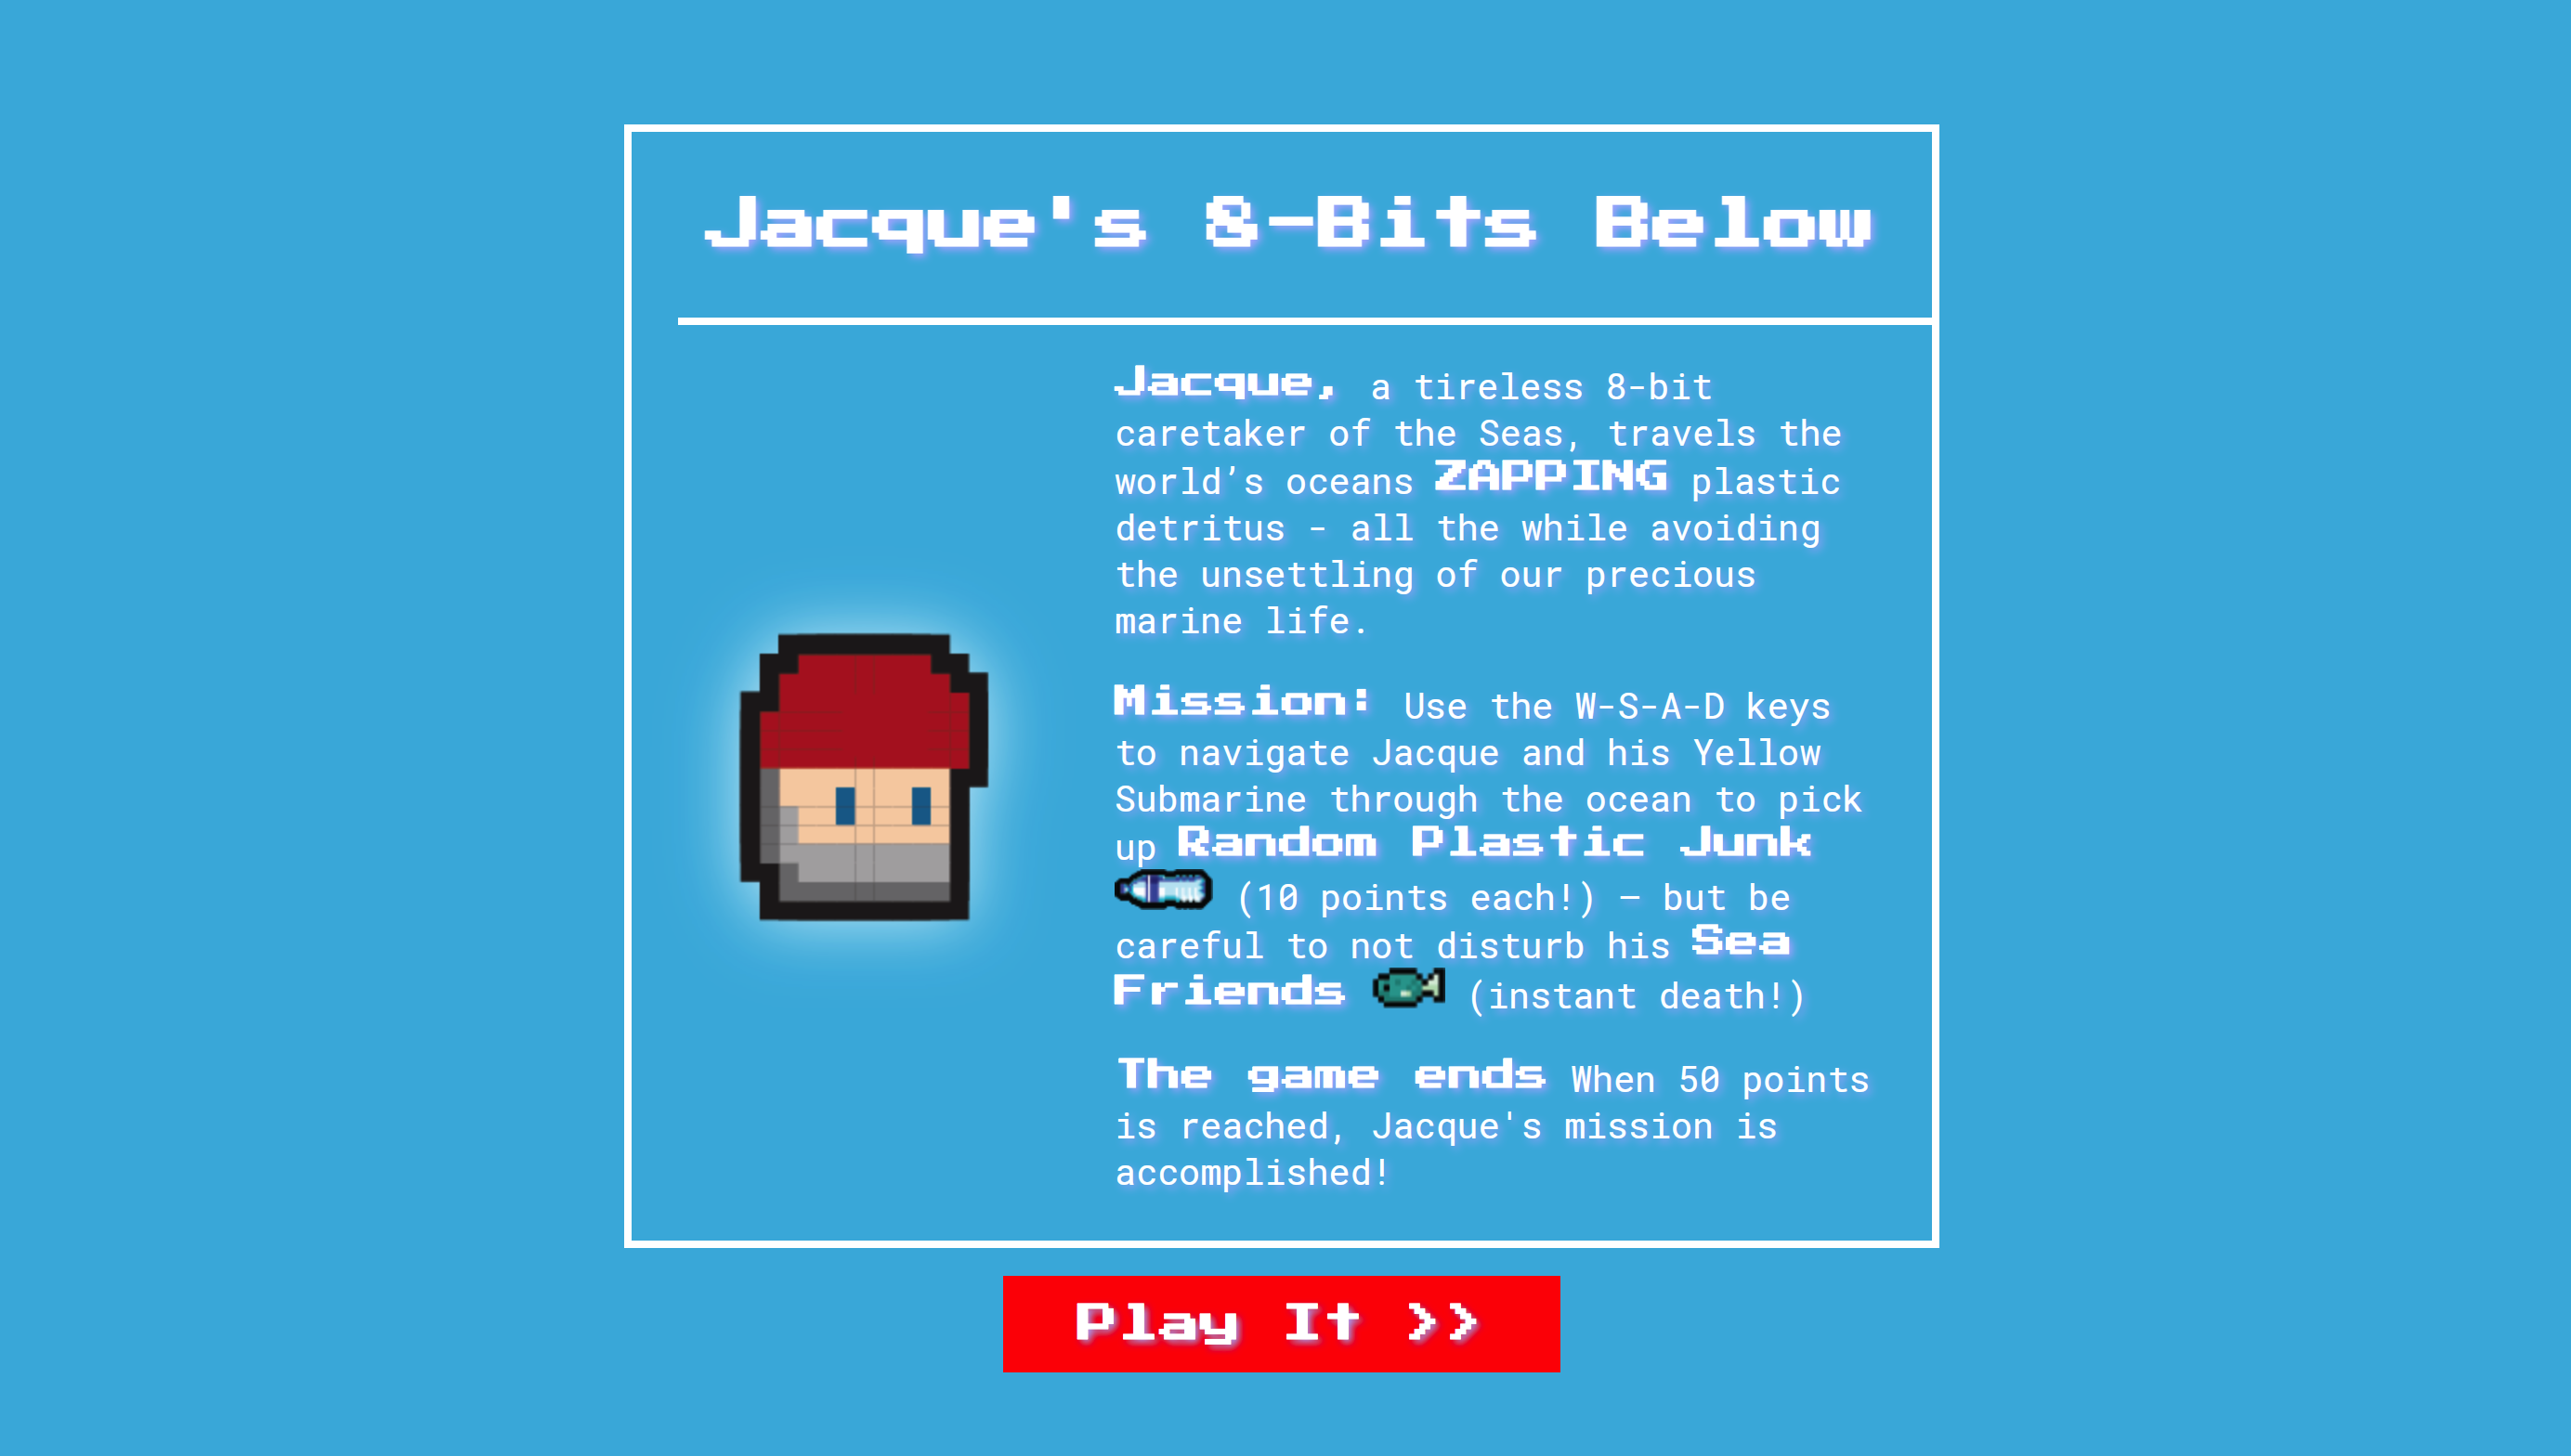 Jacque's 8-Bits Below
Jacque, a tireless 8-bit
caretaker of the Seas, travels the
world’s oceans ZAPPING plastic
detritus - all the while avoiding
the unsettling of our precious
marine life.
Mission: Use the W-S-A-D keys
to navigate Jacque and his Yellow
Submarine through the ocean to pick
up Random Plastic Junk
(10 points each!) – but be
careful to not disturb his Sea
Friends (instant death!)
The game ends When 50 points
is reached, Jacque's mission is
accomplished!
Play It >>